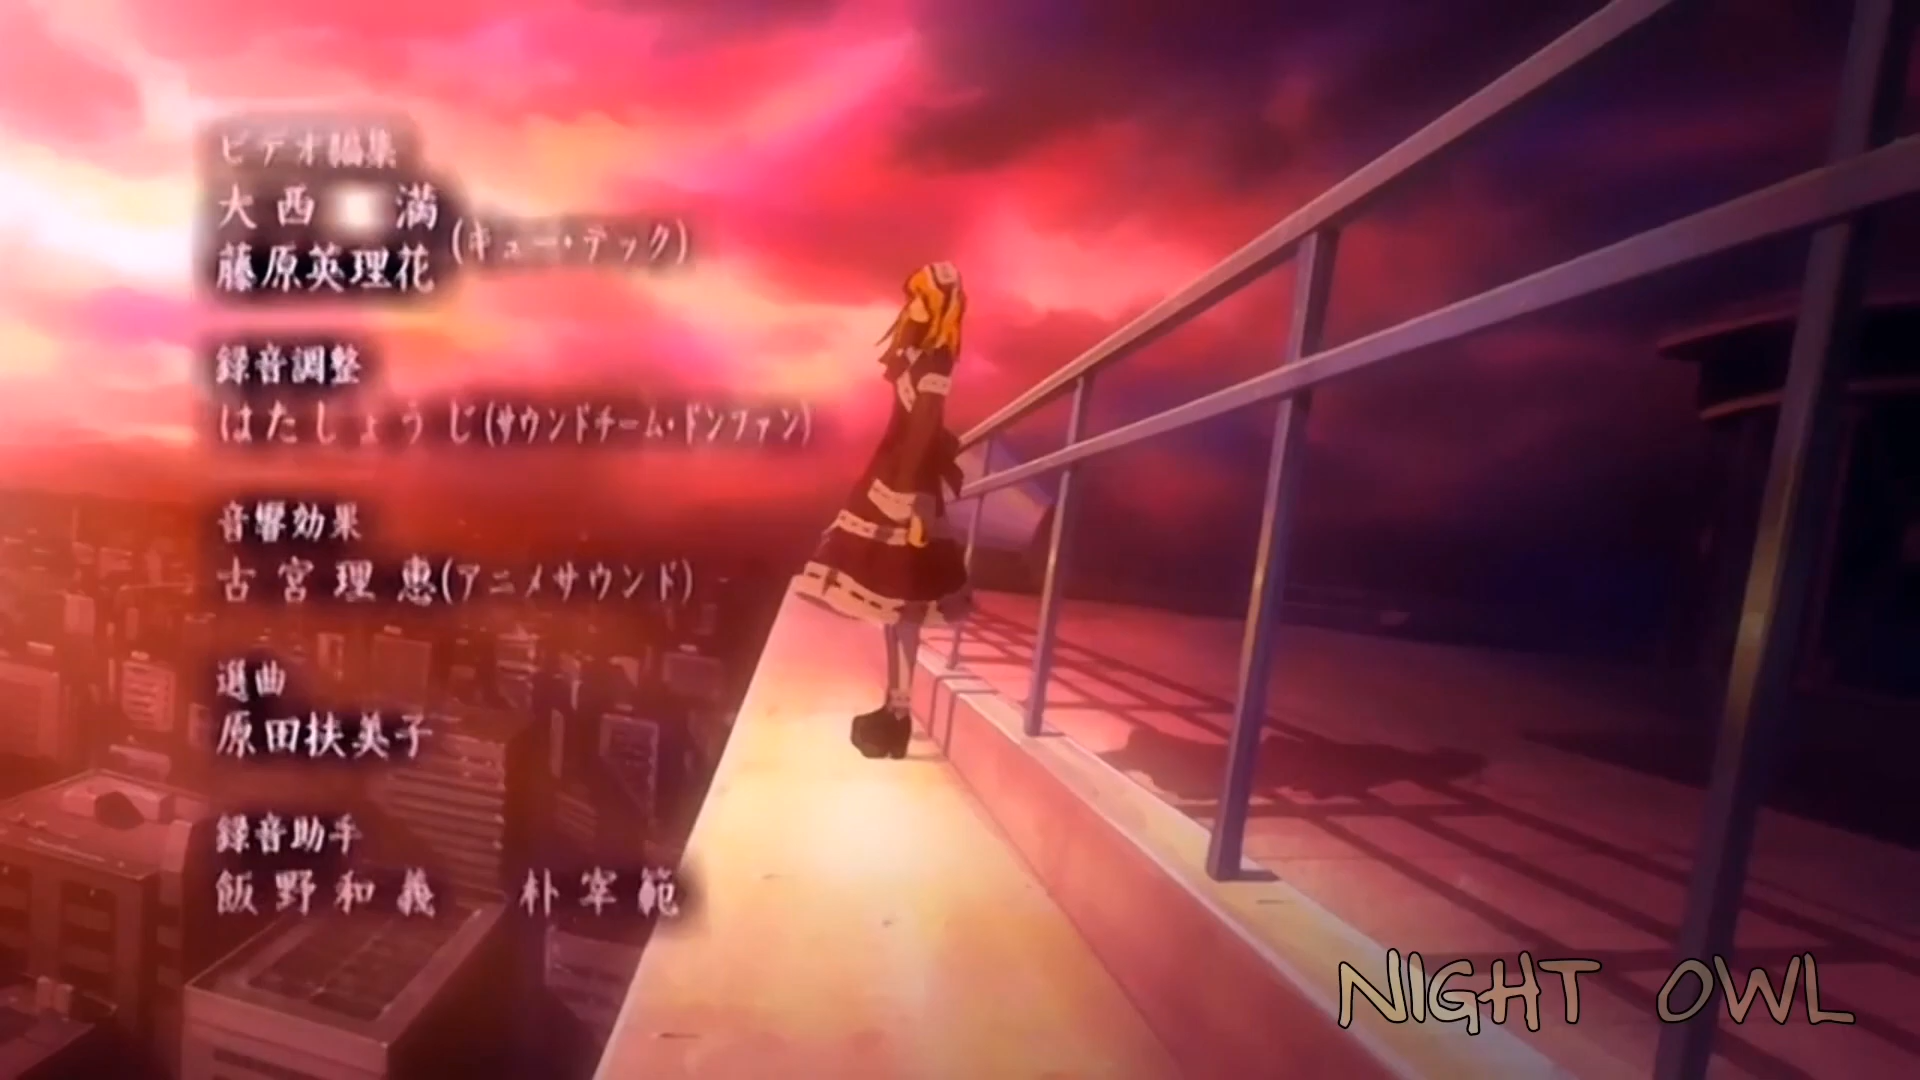 ビデオ編集
大西 満
藤原英理花
(キュー・テック)
録音調整
はたしょうじ(サウンドチーム・ドンファン)
音響効果
古宮理恵(アニメサウンド)
選曲
原田扶美子
録音助手
飯野和義 朴宰範
NIGHT OWL